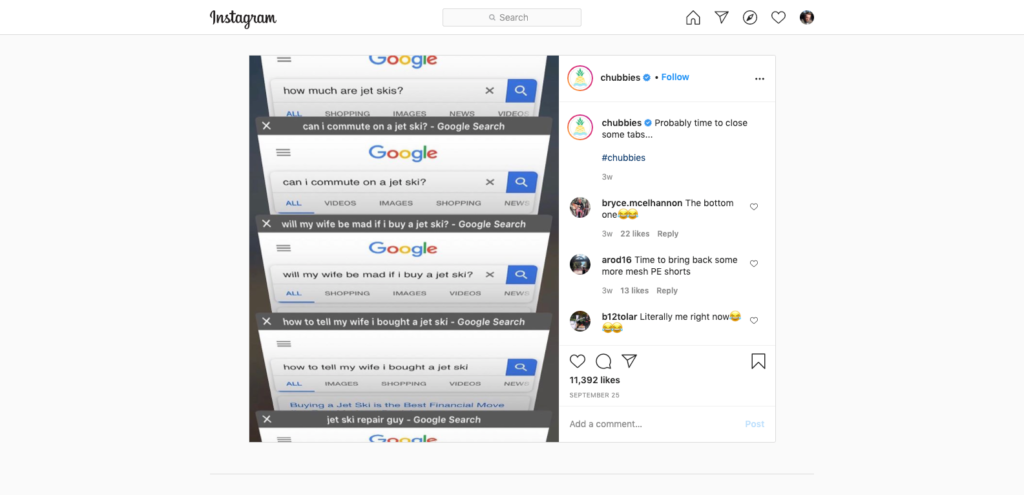 Instagram
Search
Google
how much are jet skis?
ALL SHOPPING IMAGES NEWS VIDEOS
can i commute on a jet ski? - Google Search
Google
can i commute on a jet ski?
ALL VIDEOS IMAGES SHOPPING NEWS
will my wife be mad if i buy a jet ski? - Google Search
Google
will my wife be mad if i buy a jet ski?
ALL SHOPPING IMAGES VIDEOS NEWS
how to tell my wife i bought a jet ski - Google Search
how to tell my wife i bought a jet ski
ALL IMAGES SHOPPING VIDEOS NEWS
Buying a Jet Ski is the Best Financial Move
jet ski repair guy - Google Search
Google
chubbies • Follow
chubbies Probably time to close
some tabs...
#chubbies
3w
bryce.mcelhannon The bottom
one😂😂
3w 22 likes Reply
arod16 Time to bring back some
more mesh PE shorts
3w 13 likes Reply
b12tolar Literally me right now😂
😂😂
11,392 likes
SEPTEMBER 25
Add a comment... Post